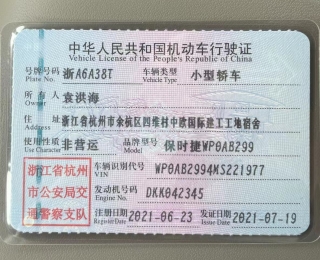 中华人民共和国机动车行驶证
Vehicle License of the People's Republic of China
号牌号码 浙A6A38T 车辆类型 小型轿车
Plate No. Vehicle Type
所有人 袁洪海
Owner
住址 浙江省杭州市余杭区四维村中欧国际建工工地宿舍
Address
使用性质 非营运 品牌型号 保时捷WP0AB299
Use Character Model
浙江省杭州 车辆识别代号 WP0AB2994MS221977
VIN
市公安局交 发动机号码 DKK042345
Engine No.
通警察支队 注册日期 2021-06-23 发证日期 2021-07-19
Register Date Issue Date